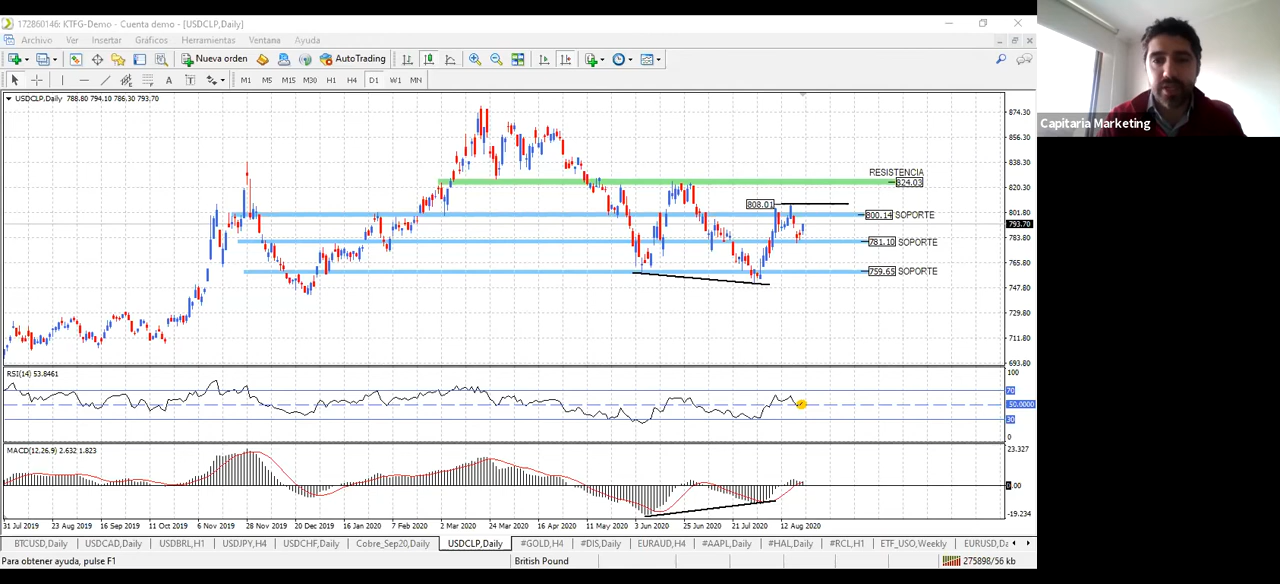 172860146: KTFG-Demo - Cuenta demo - [USDCLP,Daily]
Archivo Ver Insertar Gráficos Herramientas Ventana Ayuda
Nueva orden AutoTrading
M1 M5 M15 M30 H1 H4 D1 W1 MN
USDCLP,Daily 788.80 794.10 786.30 793.70
874.30
856.30
838.30
820.30
801.80
793.70
783.80
765.80
747.80
729.80
711.80
693.80
RESISTENCIA
824.03
808.01
800.14 SOPORTE
781.10 SOPORTE
759.65 SOPORTE
RSI(14) 53.8461
100
70
50.0000
30
0
MACD(12,26,9) 2.632 1.823
23.327
0.00
-19.234
31 Jul 2019 23 Aug 2019 16 Sep 2019 11 Oct 2019 6 Nov 2019 28 Nov 2019 20 Dec 2019 16 Jan 2020 7 Feb 2020 2 Mar 2020 24 Mar 2020 16 Apr 2020 11 May 2020 3 Jun 2020 25 Jun 2020 21 Jul 2020 12 Aug 2020
BTCUSD,Daily USDCAD,Daily USDBRL,H1 USDJPY,H4 USDCHF,Daily Cobre_Sep20,Daily USDCLP,Daily #GOLD,H4 #DIS,Daily EURAUD,H4 #AAPL,Daily #HAL,Daily #RCL,H1 ETF_USO,Weekly EURUSD,Da
Para obtener ayuda, pulse F1 British Pound 275898/56 kb
Capitaria Marketing